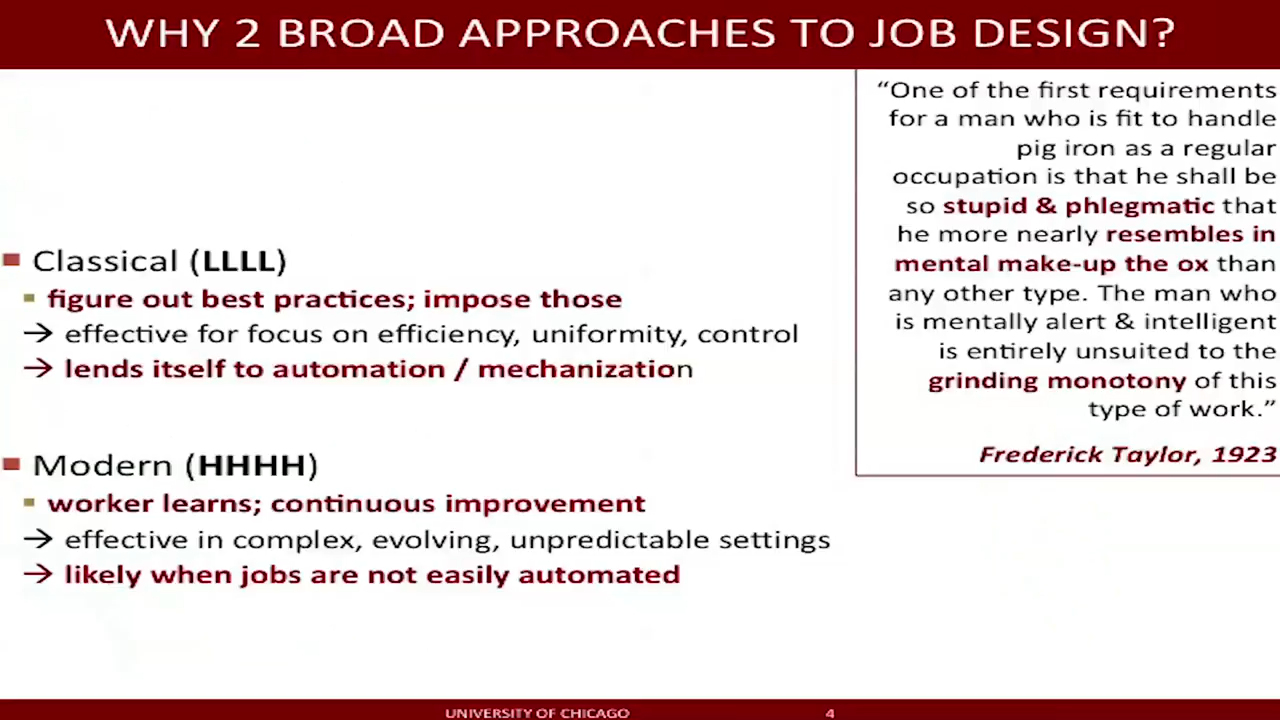 WHY 2 BROAD APPROACHES TO JOB DESIGN?
Classical (LLLL)
figure out best practices; impose those
→ effective for focus on efficiency, uniformity, control
→ lends itself to automation / mechanization
Modern (HHHH)
worker learns; continuous improvement
→ effective in complex, evolving, unpredictable settings
→ likely when jobs are not easily automated
“One of the first requirements
for a man who is fit to handle
pig iron as a regular
occupation is that he shall be
so stupid & phlegmatic that
he more nearly resembles in
mental make-up the ox than
any other type. The man who
is mentally alert & intelligent
is entirely unsuited to the
grinding monotony of this
type of work.”
Frederick Taylor, 1923
UNIVERSITY OF CHICAGO
4